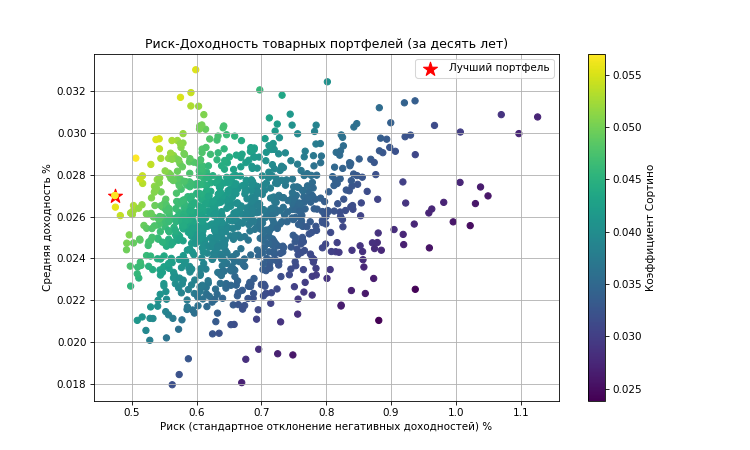 Риск-Доходность товарных портфелей (за десять лет)
Лучший портфель
Средняя доходность %
0.032
0.030
0.028
0.026
0.024
0.022
0.020
0.018
0.5 0.6 0.7 0.8 0.9 1.0 1.1
Риск (стандартное отклонение негативных доходностей) %
0.055
0.050
0.045
0.040
0.035
0.030
0.025
Коэффициент Сортино